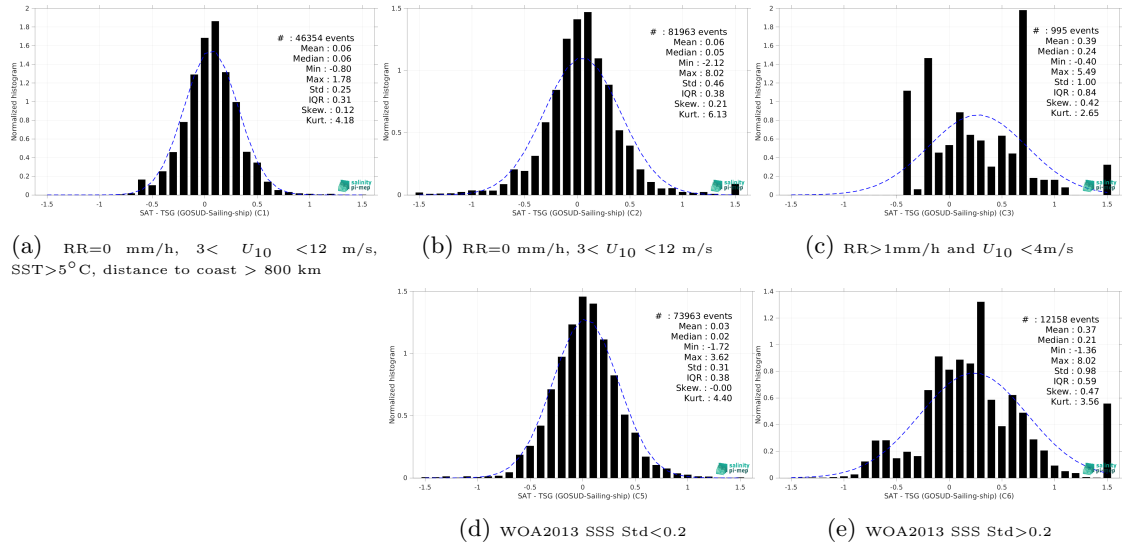 2
1.8
1.6
1.4
1.2
1
0.8
0.6
0.4
0.2
0
Normalized histogram
-1.5
-1
-0.5
0
0.5
1
1.5
SAT - TSG (GOSUD-Sailing-ship) (C1)
# : 46354 events
Mean : 0.06
Median : 0.06
Min : -0.80
Max : 1.78
Std : 0.25
IQR : 0.31
Skew. : 0.12
Kurt. : 4.18
salinity
pi-mep
(a) RR=0 mm/h, 3< U10 <12 m/s,
SST>5°C, distance to coast > 800 km
1.5
1
0.5
0
Normalized histogram
-1.5
-1
-0.5
0
0.5
1
1.5
SAT - TSG (GOSUD-Sailing-ship) (C2)
# : 81963 events
Mean : 0.06
Median : 0.05
Min : -2.12
Max : 8.02
Std : 0.46
IQR : 0.38
Skew. : 0.21
Kurt. : 6.13
salinity
pi-mep
(b) RR=0 mm/h, 3< U10 <12 m/s
2
1.8
1.6
1.4
1.2
1
0.8
0.6
0.4
0.2
0
Normalized histogram
-1.5
-1
-0.5
0
0.5
1
1.5
SAT - TSG (GOSUD-Sailing-ship) (C3)
# : 995 events
Mean : 0.39
Median : 0.24
Min : -0.40
Max : 5.49
Std : 1.00
IQR : 0.84
Skew. : 0.42
Kurt. : 2.65
salinity
pi-mep
(c) RR>1mm/h and U10 <4m/s
1.5
1
0.5
0
Normalized histogram
-1.5
-1
-0.5
0
0.5
1
1.5
SAT - TSG (GOSUD-Sailing-ship) (C5)
# : 73963 events
Mean : 0.03
Median : 0.02
Min : -1.72
Max : 3.62
Std : 0.31
IQR : 0.38
Skew. : -0.00
Kurt. : 4.40
salinity
pi-mep
(d) WOA2013 SSS Std<0.2
1.4
1.2
1
0.8
0.6
0.4
0.2
0
Normalized histogram
-1.5
-1
-0.5
0
0.5
1
1.5
SAT - TSG (GOSUD-Sailing-ship) (C6)
# : 12158 events
Mean : 0.37
Median : 0.21
Min : -1.36
Max : 8.02
Std : 0.98
IQR : 0.59
Skew. : 0.47
Kurt. : 3.56
salinity
pi-mep
(e) WOA2013 SSS Std>0.2